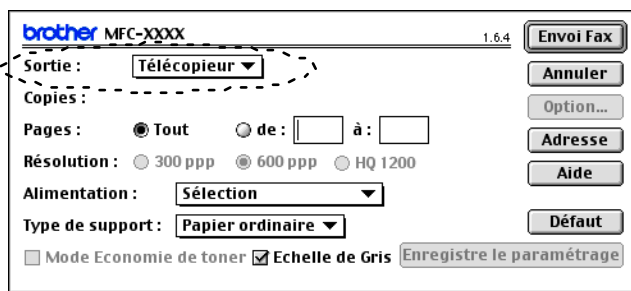 brother MFC-XXXX 1.6.4 Envoi Fax
Sortie : Télécopieur Annuler
Copies : Option...
Pages : Tout de : à : Adresse
Résolution : 300 ppp 600 ppp HQ 1200 Aide
Alimentation : Sélection
Type de support : Papier ordinaire Défaut
Mode Economie de toner Echelle de Gris Enregistre le paramétrage